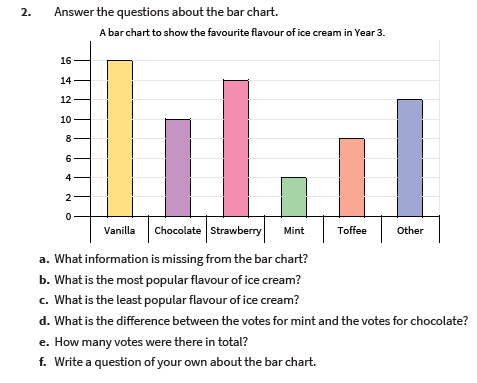 2. Answer the questions about the bar chart.
A bar chart to show the favourite flavour of ice cream in Year 3.
16
14
12
10
8
6
4
2
0
Vanilla Chocolate Strawberry Mint Toffee Other
a. What information is missing from the bar chart?
b. What is the most popular flavour of ice cream?
c. What is the least popular flavour of ice cream?
d. What is the difference between the votes for mint and the votes for chocolate?
e. How many votes were there in total?
f. Write a question of your own about the bar chart.